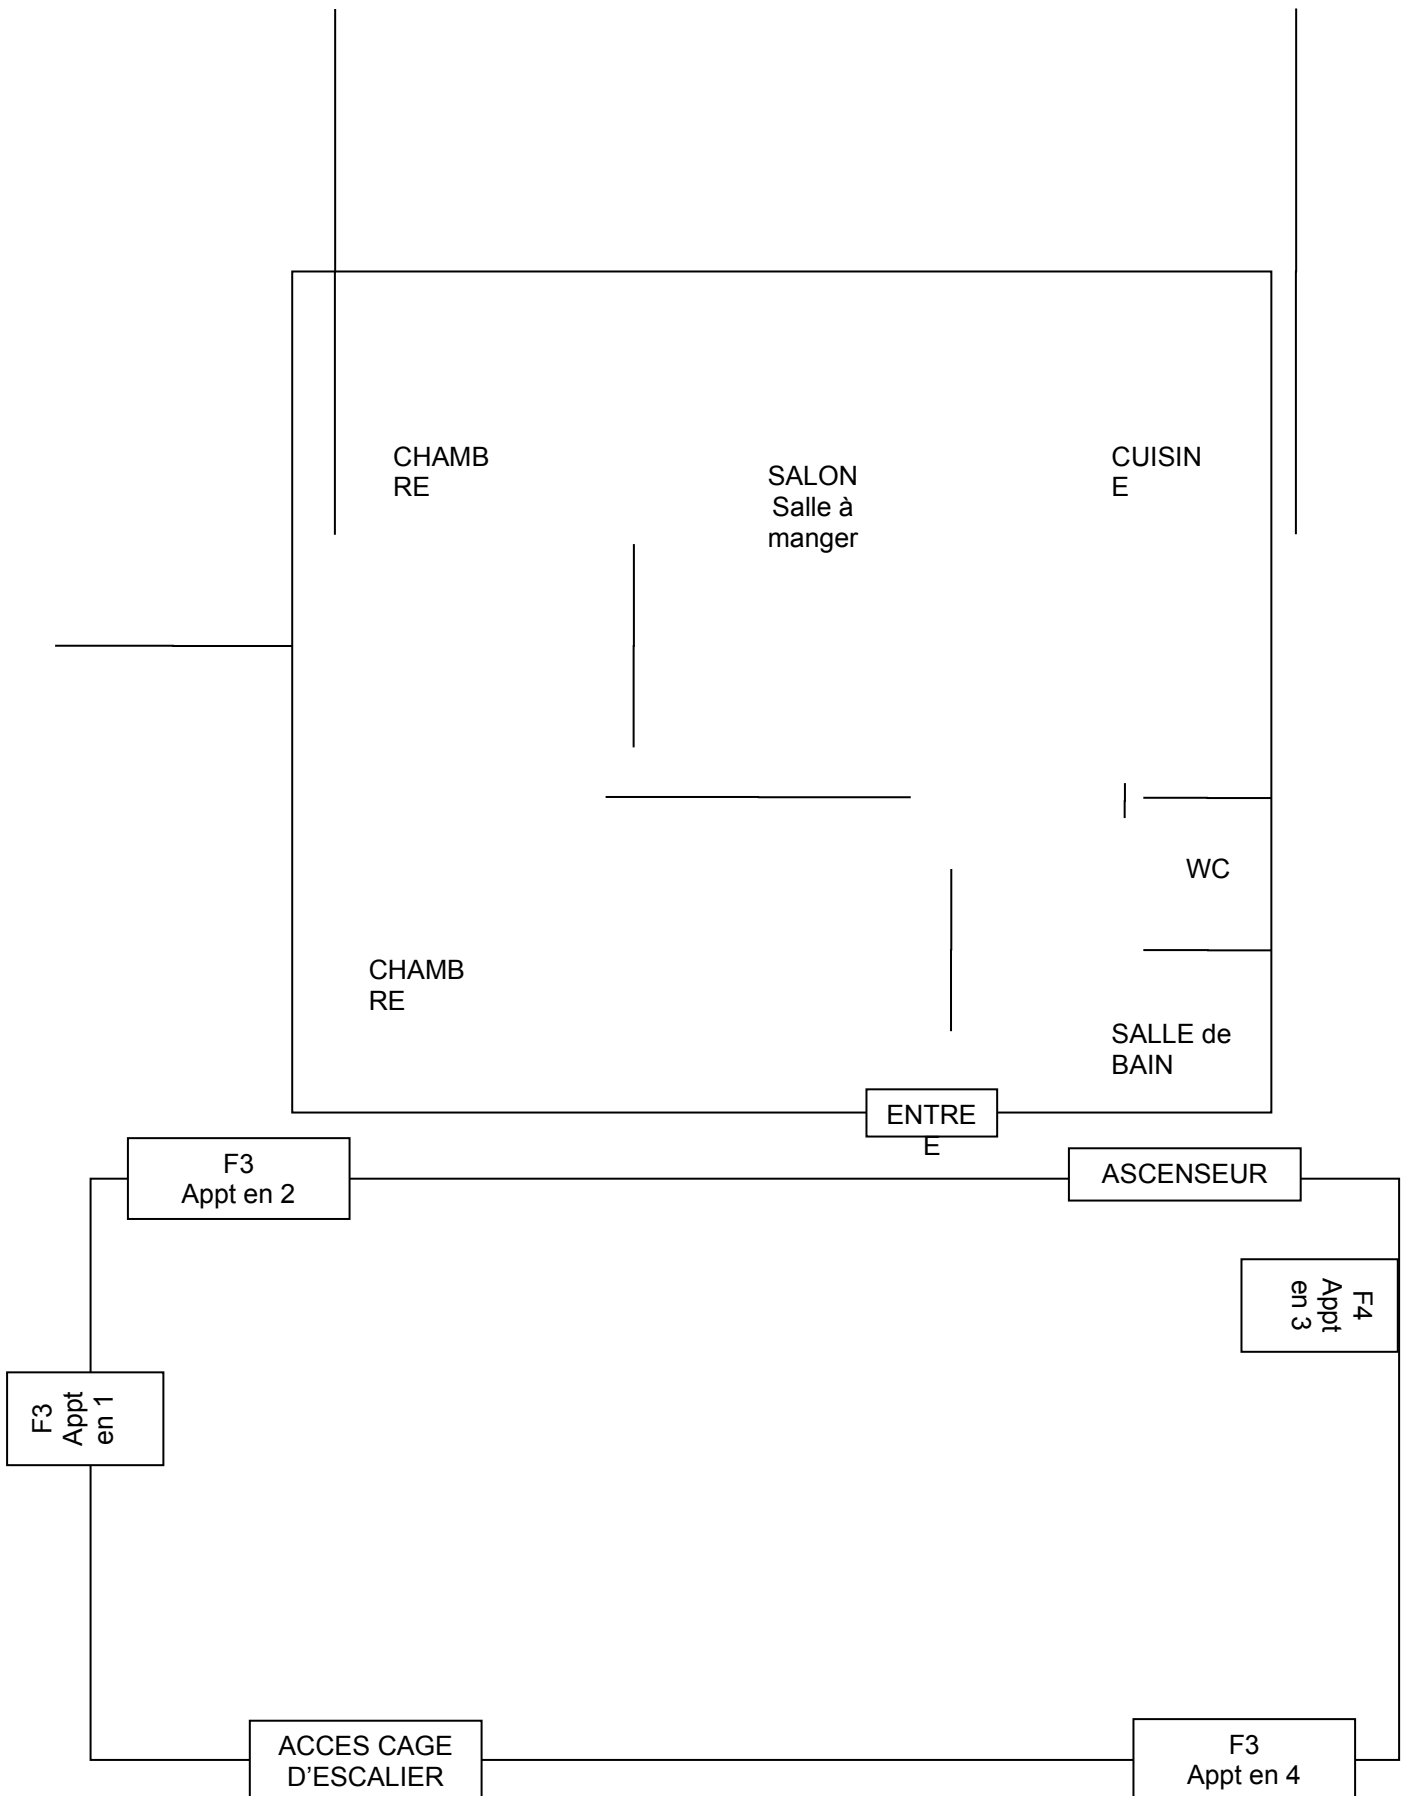 CHAMB
RE
SALON
Salle à
manger
CUISIN
E
WC
CHAMB
RE
SALLE de
BAIN
ENTRE
E
F3
Appt en 2
ASCENSEUR
F4
Appt
en 3
F3
Appt
en 1
ACCES CAGE
D’ESCALIER
F3
Appt en 4